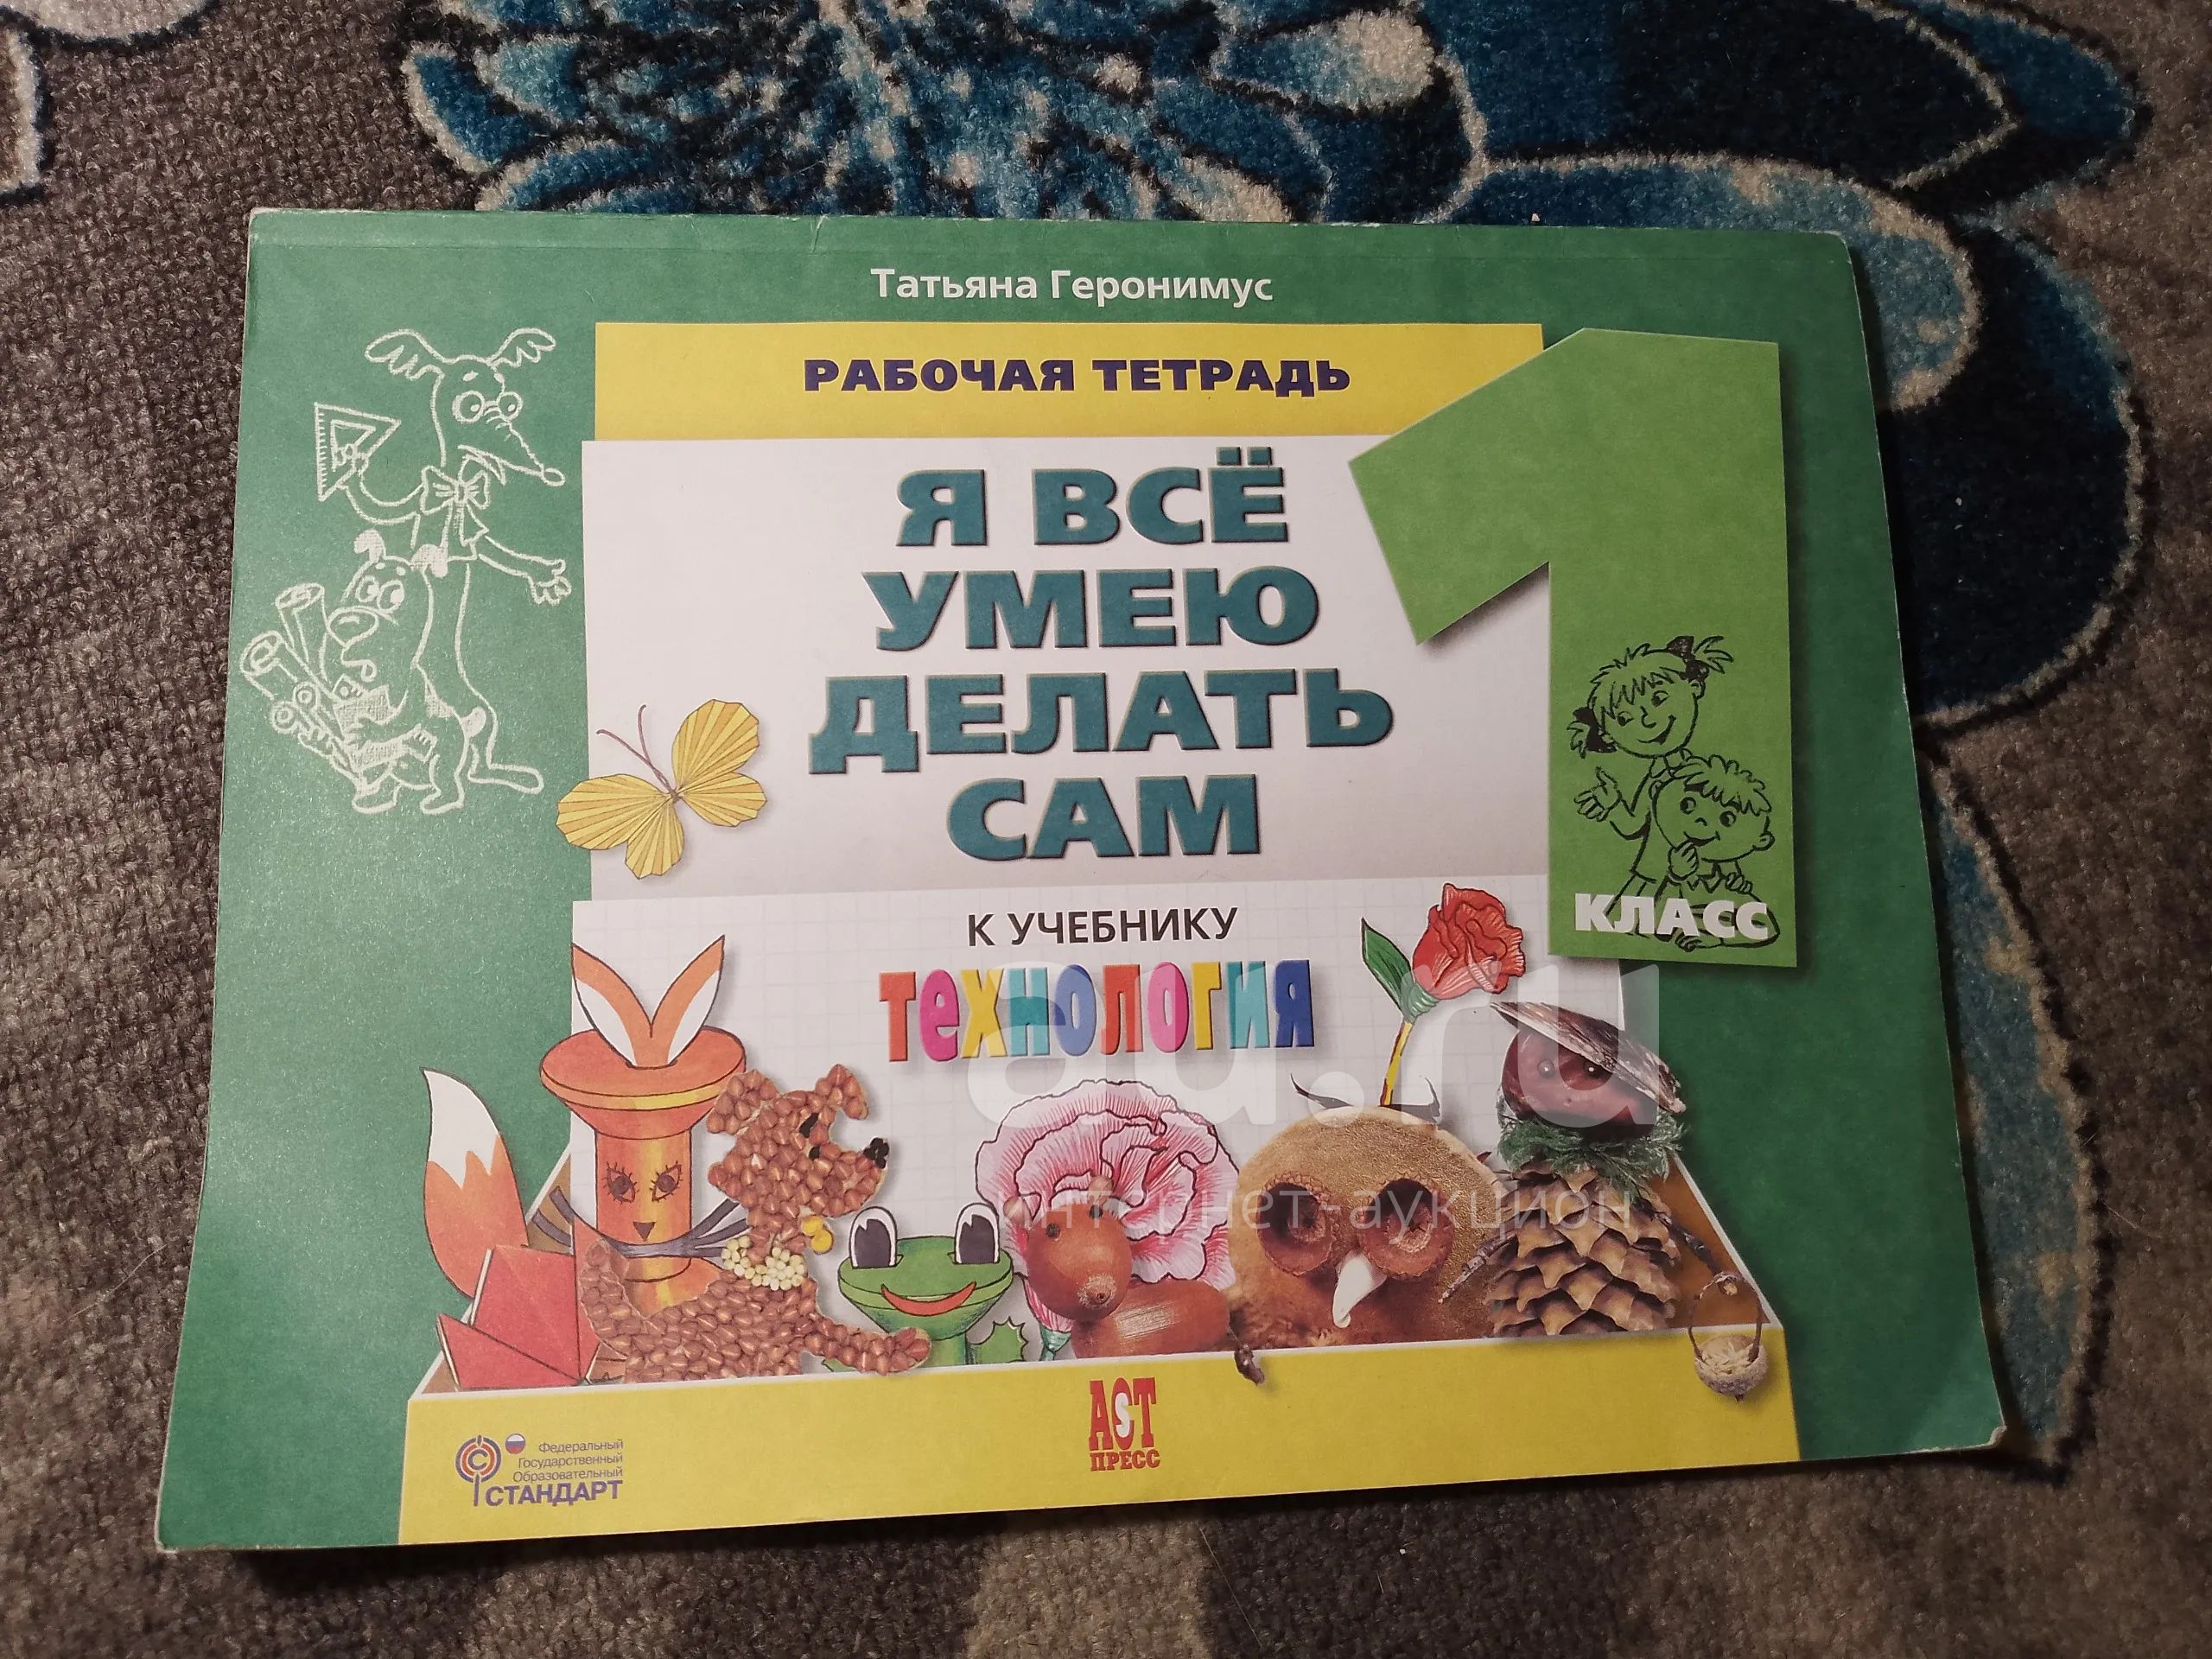 Татьяна Геронимус
РАБОЧАЯ ТЕТРАДЬ
Я ВСЁ
УМЕЮ
ДЕЛАТЬ
САМ
1
КЛАСС
К УЧЕБНИКУ
технология
au.ru
интернет-аукцион
Федеральный
Государственный
Образовательный
СТАНДАРТ
АСТ
ПРЕСС